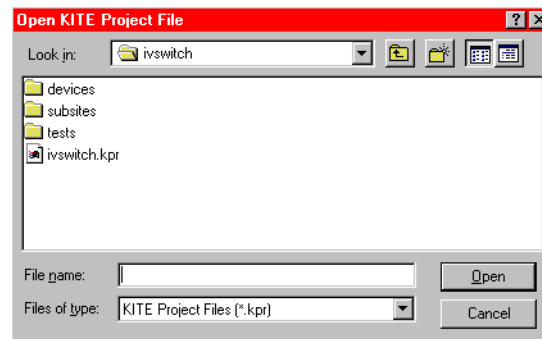 Open KITE Project File
Look in: ivswitch
devices
subsites
tests
ivswitch.kpr
File name:
Open
Files of type: KITE Project Files (*.kpr)
Cancel